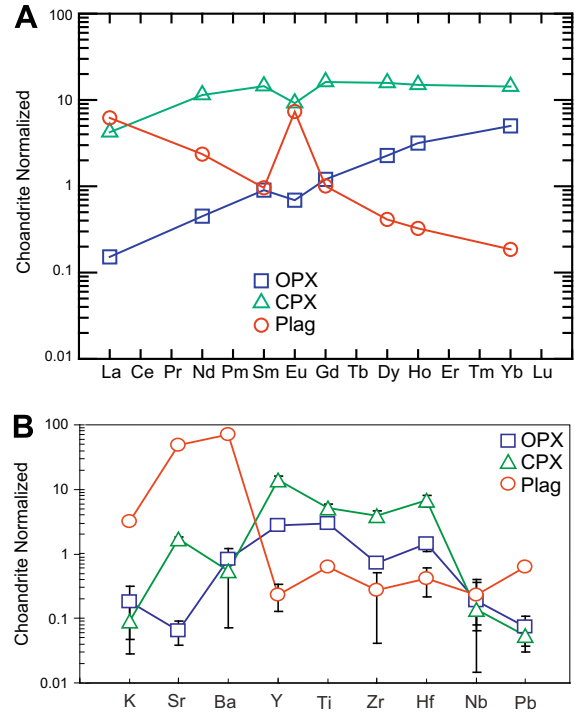 A
100
10
1
0.1
0.01
Choandrite Normalized
OPX
CPX
Plag
La Ce Pr Nd Pm Sm Eu Gd Tb Dy Ho Er Tm Yb Lu
B
100
10
1
0.1
0.01
Choandrite Normalized
OPX
CPX
Plag
K Sr Ba Y Ti Zr Hf Nb Pb